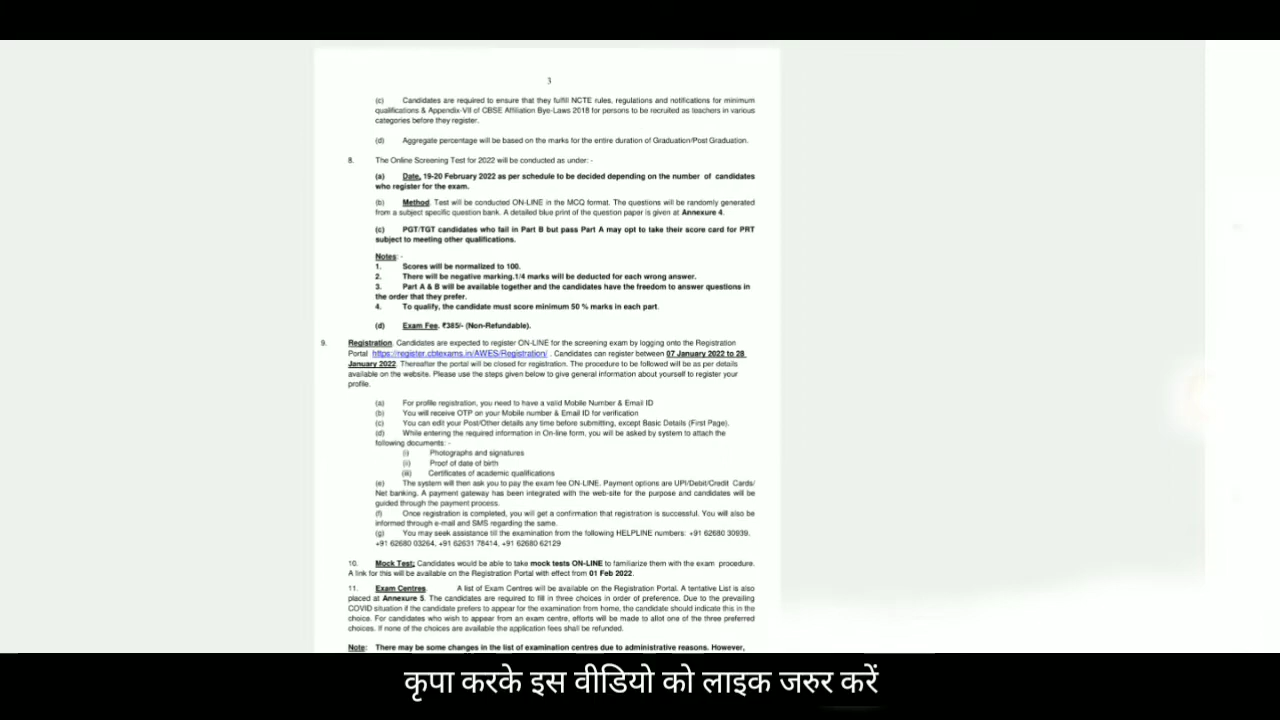 3
(c) Candidates are required to ensure that they fulfill NCTE rules, regulations and notifications for minimum
qualifications & Appendix-VII of CBSE Affiliation Bye-Laws 2018 for persons to be recruited as teachers in various
categories before they register.
(d) Aggregate percentage will be based on the marks for the entire duration of Graduation/Post Graduation.
8. The Online Screening Test for 2022 will be conducted as under: -
(a) Date. 19-20 February 2022 as per schedule to be decided depending on the number of candidates
who register for the exam.
(b) Method. Test will be conducted ON-LINE in the MCQ format. The questions will be randomly generated
from a subject specific question bank. A detailed blue print of the question paper is given at Annexure 4.
(c) PGT/TGT candidates who fail in Part B but pass Part A may opt to take their score card for PRT
subject to meeting other qualifications.
Notes: -
1. Scores will be normalized to 100.
2. There will be negative marking.1/4 marks will be deducted for each wrong answer.
3. Part A & B will be available together and the candidates have the freedom to answer questions in
the order that they prefer.
4. To qualify, the candidate must score minimum 50 % marks in each part.
(d) Exam Fee. ₹385/- (Non-Refundable).
9. Registration. Candidates are expected to register ON-LINE for the screening exam by logging onto the Registration
Portal https://register.cbtexams.in/AWES/Registration/ . Candidates can register between 07 January 2022 to 28
January 2022. Thereafter the portal will be closed for registration. The procedure to be followed will be as per details
available on the website. Please use the steps given below to give general information about yourself to register your
profile.
(a) For profile registration, you need to have a valid Mobile Number & Email ID
(b) You will receive OTP on your Mobile number & Email ID for verification
(c) You can edit your Post/Other details any time before submitting, except Basic Details (First Page).
(d) While entering the required information in On-line form, you will be asked by system to attach the
following documents: -
(i) Photographs and signatures
(ii) Proof of date of birth
(iii) Certificates of academic qualifications
(e) The system will then ask you to pay the exam fee ON-LINE. Payment options are UPI/Debit/Credit Cards/
Net banking. A payment gateway has been integrated with the web-site for the purpose and candidates will be
guided through the payment process.
(f) Once registration is completed, you will get a confirmation that registration is successful. You will also be
informed through e-mail and SMS regarding the same.
(g) You may seek assistance till the examination from the following HELPLINE numbers: +91 62680 30939,
+91 62680 03264, +91 62631 78414, +91 62680 62129
10. Mock Test: Candidates would be able to take mock tests ON-LINE to familiarize them with the exam procedure.
A link for this will be available on the Registration Portal with effect from 01 Feb 2022.
11. Exam Centres. A list of Exam Centres will be available on the Registration Portal. A tentative List is also
placed at Annexure 5. The candidates are required to fill in three choices in order of preference. Due to the prevailing
COVID situation if the candidate prefers to appear for the examination from home, the candidate should indicate this in the
choice. For candidates who wish to appear from an exam centre, efforts will be made to allot one of the three preferred
choices. If none of the choices are available the application fees shall be refunded.
Note: There may be some changes in the list of examination centres due to administrative reasons. However,
कृपा करके इस वीडियो को लाइक जरुर करें